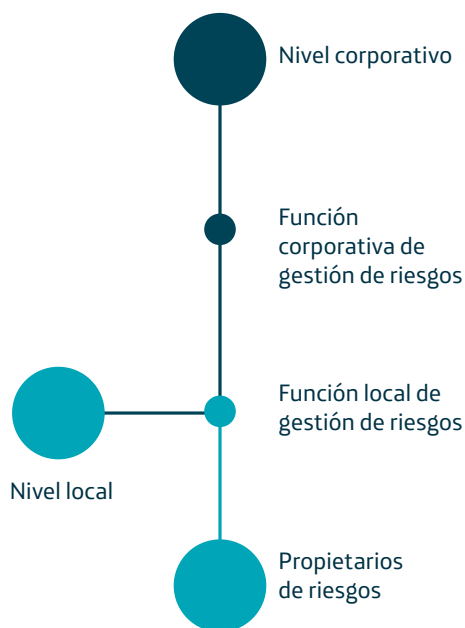 Nivel corporativo
Función
corporativa de
gestión de riesgos
Función local de
gestión de riesgos
Nivel local
Propietarios
de riesgos